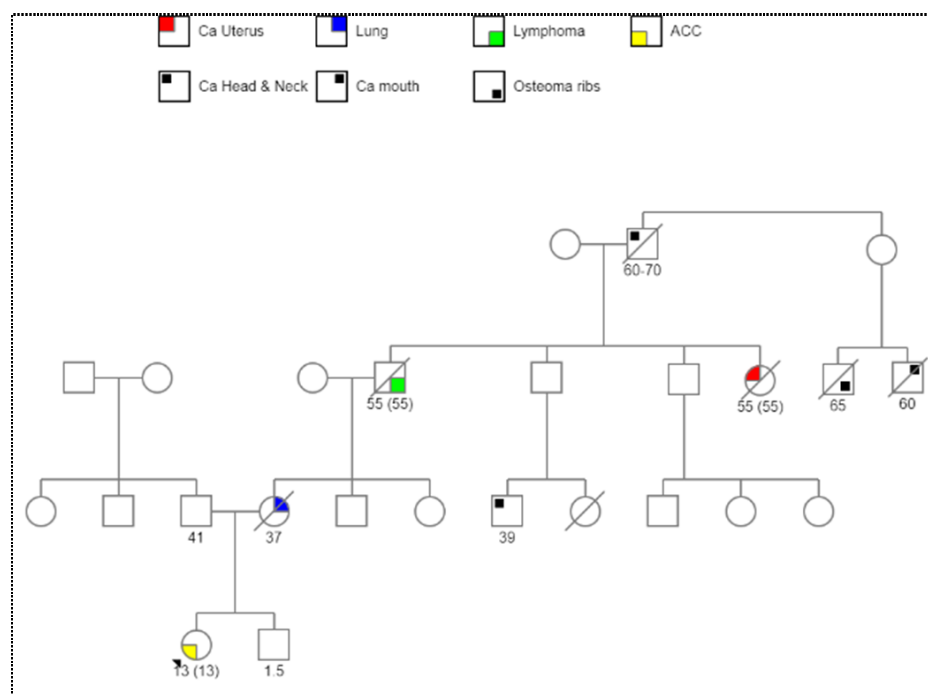 Ca Uterus Lung Lymphoma ACC
Ca Head & Neck Ca mouth Osteoma ribs
60-70
55 (55) 55 (55) 65 60
41 37 39
13 (13) 1.5